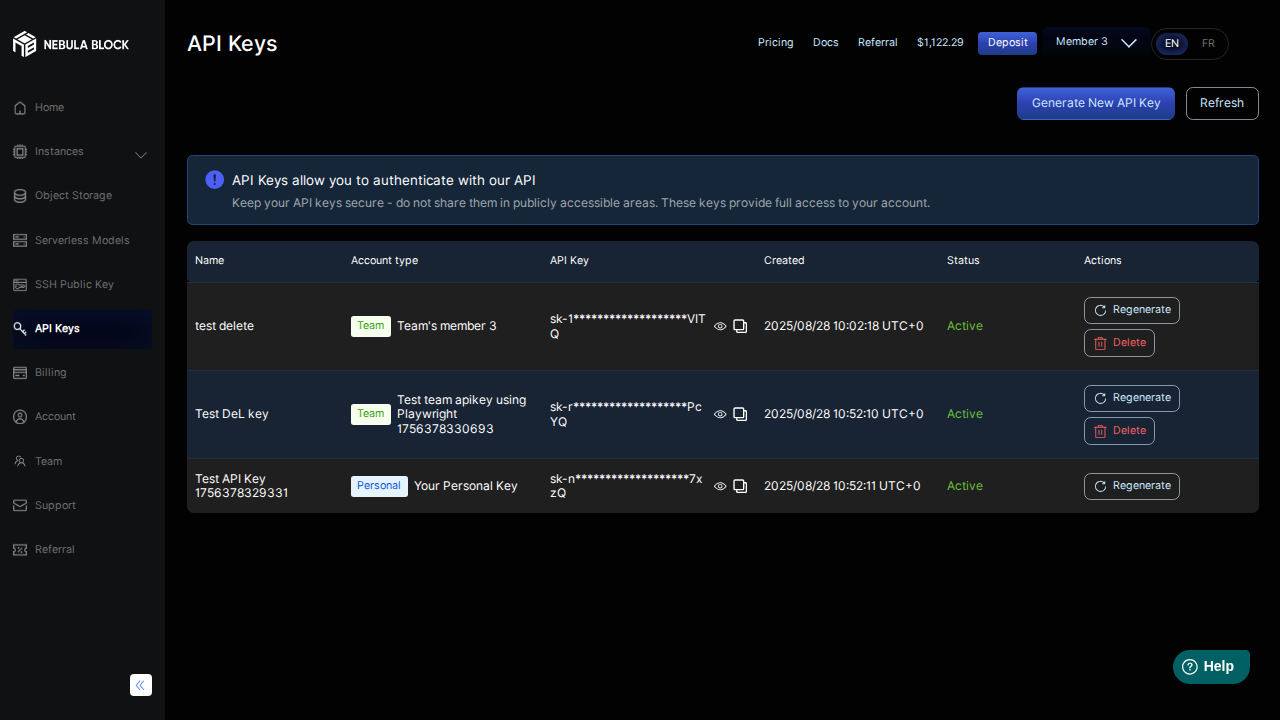 NEBULA BLOCK
API Keys
Pricing
Docs
Referral
$1,122.29
Deposit
Member 3
EN
FR
Home
Instances
Object Storage
Serverless Models
SSH Public Key
API Keys
Billing
Account
Team
Support
Referral
Generate New API Key
Refresh
API Keys allow you to authenticate with our API
Keep your API keys secure - do not share them in publicly accessible areas. These keys provide full access to your account.
Name
Account type
API Key
Created
Status
Actions
test delete
Team
Team's member 3
sk-1*******************VIT
Q
2025/08/28 10:02:18 UTC+0
Active
Regenerate
Delete
Test DeL key
Team
Test team apikey using
Playwright
1756378330693
sk-r*******************Pc
YQ
2025/08/28 10:52:10 UTC+0
Active
Regenerate
Delete
Test API Key
1756378329331
Personal
Your Personal Key
sk-n*******************7x
zQ
2025/08/28 10:52:11 UTC+0
Active
Regenerate
Help